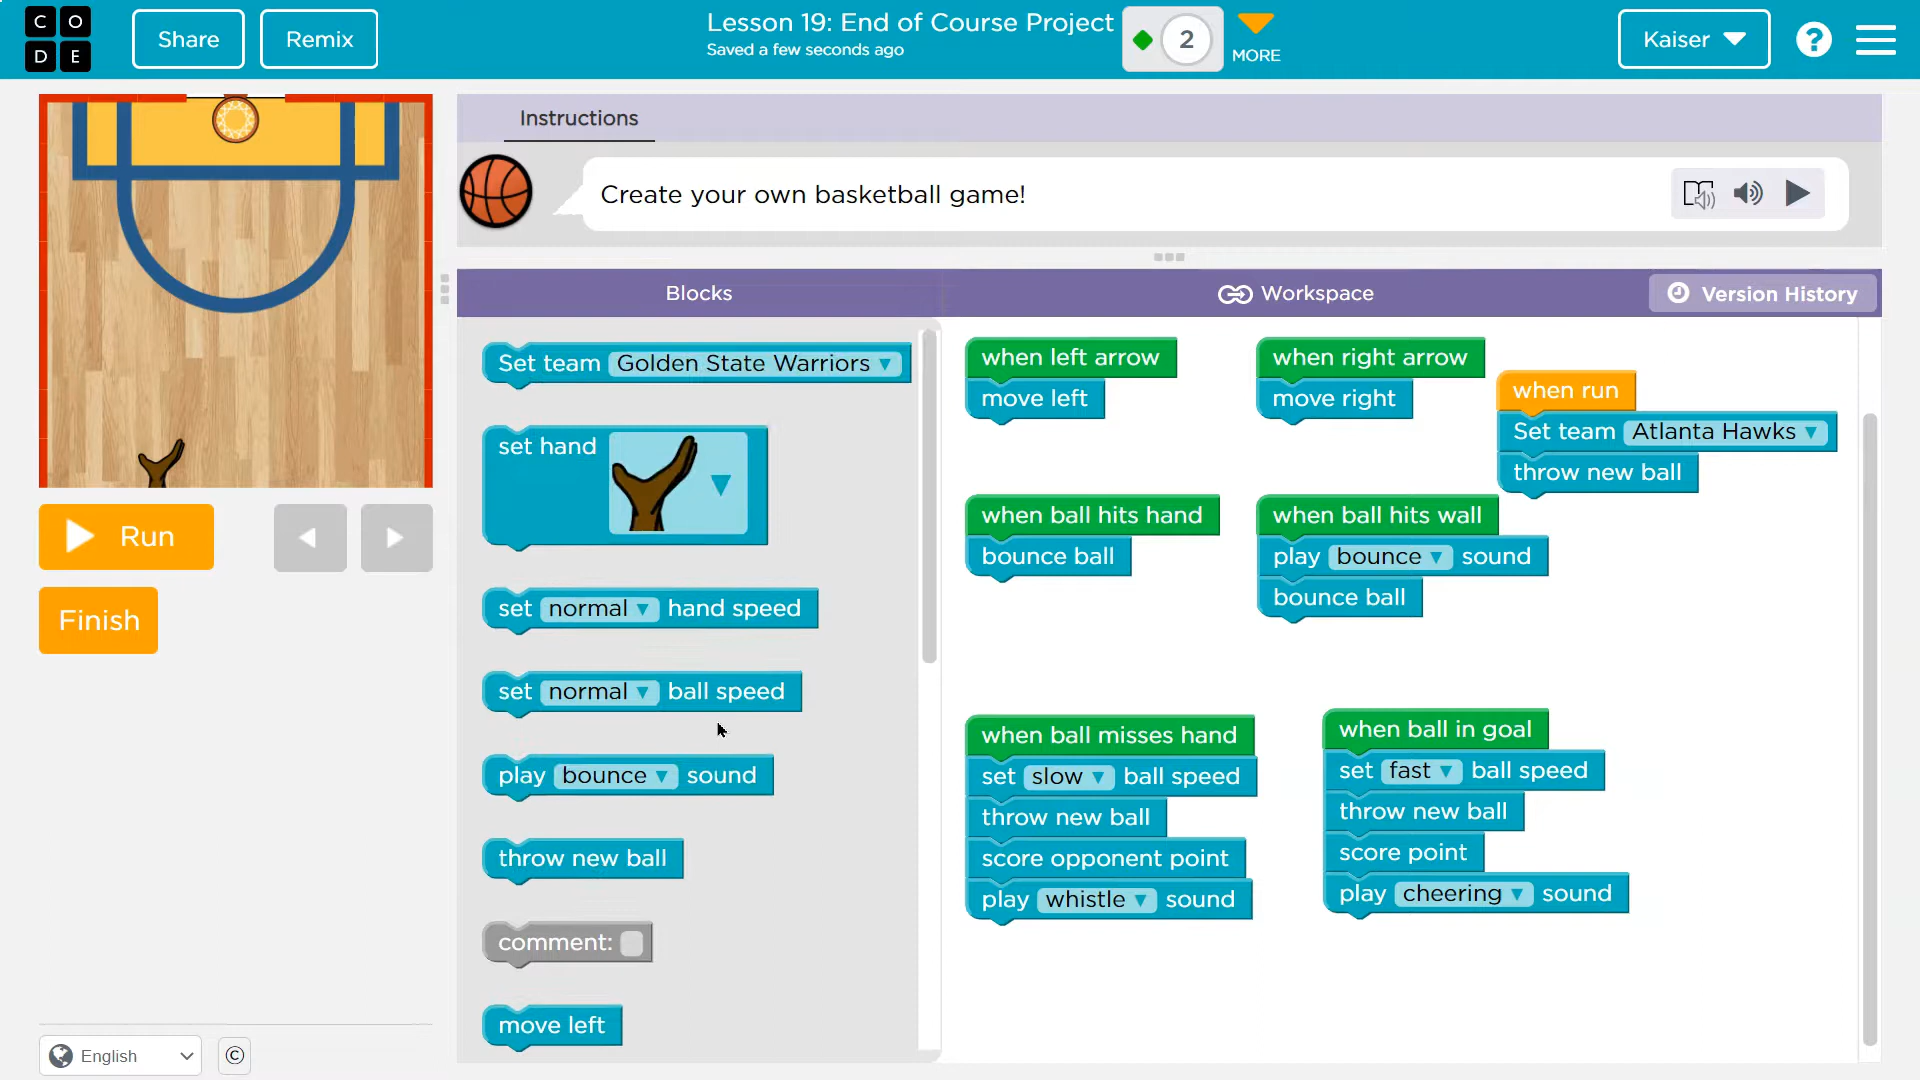 C O
D E
Share
Remix
Lesson 19: End of Course Project
Saved a few seconds ago
2
MORE
Kaiser
?
Instructions
Create your own basketball game!
Blocks
Workspace
Version History
Run
Finish
Set team Golden State Warriors
set hand
set normal hand speed
set normal ball speed
play bounce sound
throw new ball
comment:
move left
when left arrow
move left
when right arrow
move right
when run
Set team Atlanta Hawks
throw new ball
when ball hits hand
bounce ball
when ball hits wall
play bounce sound
bounce ball
when ball misses hand
set slow ball speed
throw new ball
score opponent point
play whistle sound
when ball in goal
set fast ball speed
throw new ball
score point
play cheering sound
English
©